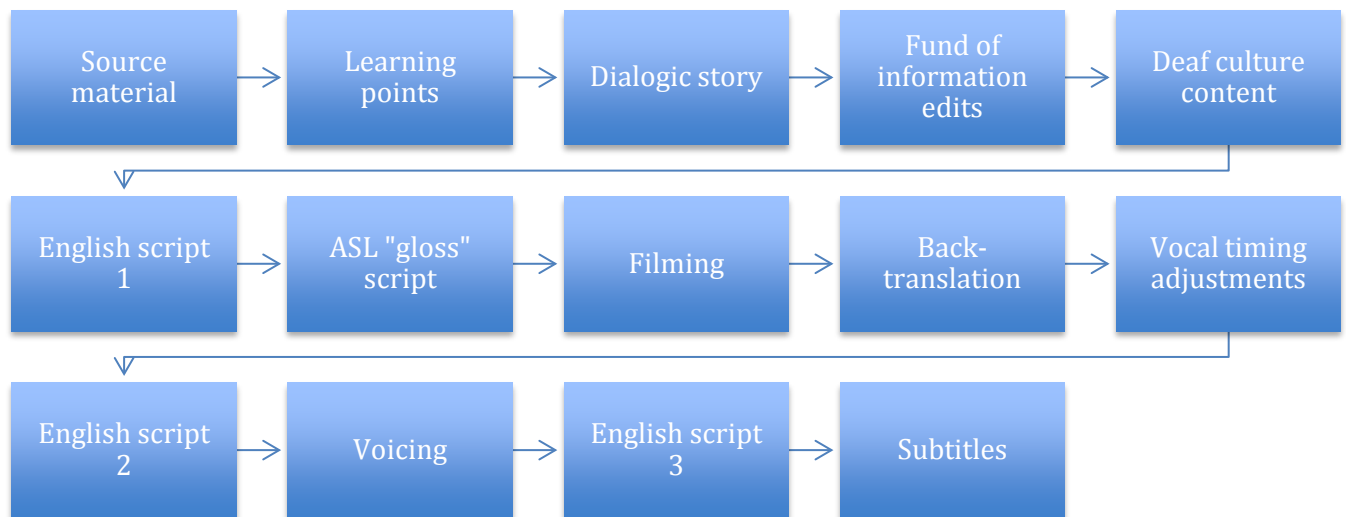 Source
material
Learning
points
Dialogic story
Fund of
information
edits
Deaf culture
content
English script
1
ASL "gloss"
script
Filming
Back-
translation
Vocal timing
adjustments
English script
2
Voicing
English script
3
Subtitles